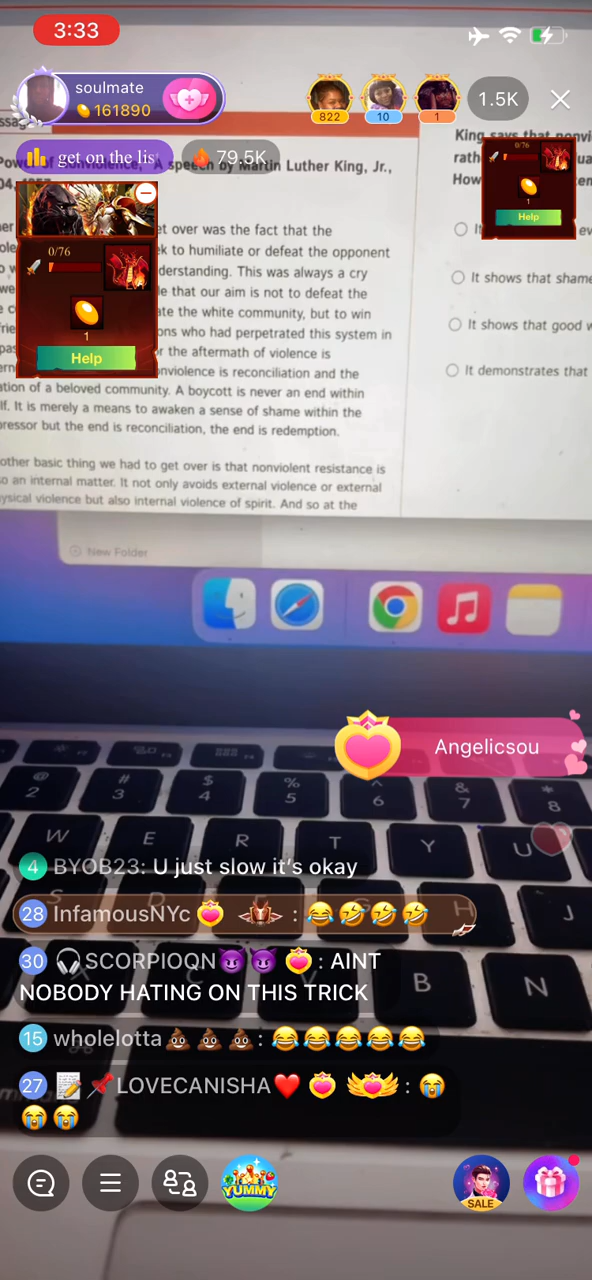 3:33
soulmate
161890
822
10
1
1.5K
get on the lis
79.5K
speech by Martin Luther King, Jr.,
King says that nonvi
0/76
1
Help
0/76
1
Help
et over was the fact that the
ek to humiliate or defeat the opponent
derstanding. This was always a cry
e that our aim is not to defeat the
ate the white community, but to win
ons who had perpetrated this system in
r the aftermath of violence is
nviolence is reconciliation and the
ation of a beloved community. A boycott is never an end within
lf. It is merely a means to awaken a sense of shame within the
ressor but the end is reconciliation, the end is redemption.
other basic thing we had to get over is that nonviolent resistance is
so an internal matter. It not only avoids external violence or external
ysical violence but also internal violence of spirit. And so at the
It shows that shame
It shows that good w
It demonstrates that
New Folder
Angelicsou
@ 2
# 3
$ 4
% 5
^ 6
& 7
* 8
W E R T Y U
4 BYOB23: U just slow it's okay
28 InfamousNYc 💗 : 😂🤣🤣🤣
H J
30 🎧SCORPIOQN😈😈 💗 : AINT
NOBODY HATING ON THIS TRICK
B N
15 wholelotta💩💩💩: 😂😂😂😂😂
27 📝📌LOVECANISHA❤️ 💗 : 😭
😭😭
YUMMY
SALE